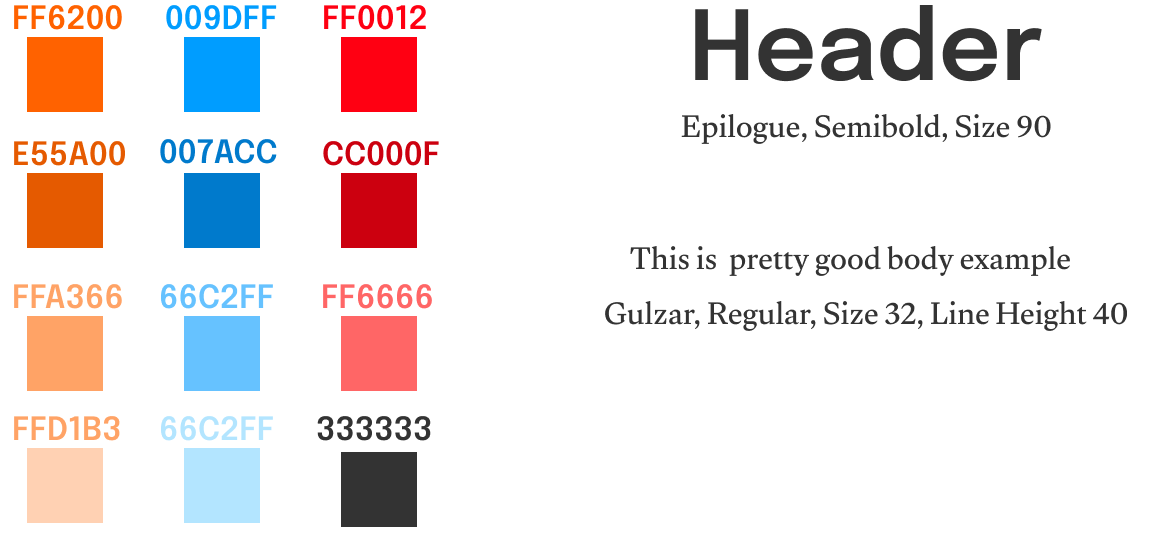 FF6200 009DFF FF0012
E55A00 007ACC CC000F
FFA366 66C2FF FF6666
FFD1B3 66C2FF 333333
Header
Epilogue, Semibold, Size 90
This is  pretty good body example
Gulzar, Regular, Size 32, Line Height 40